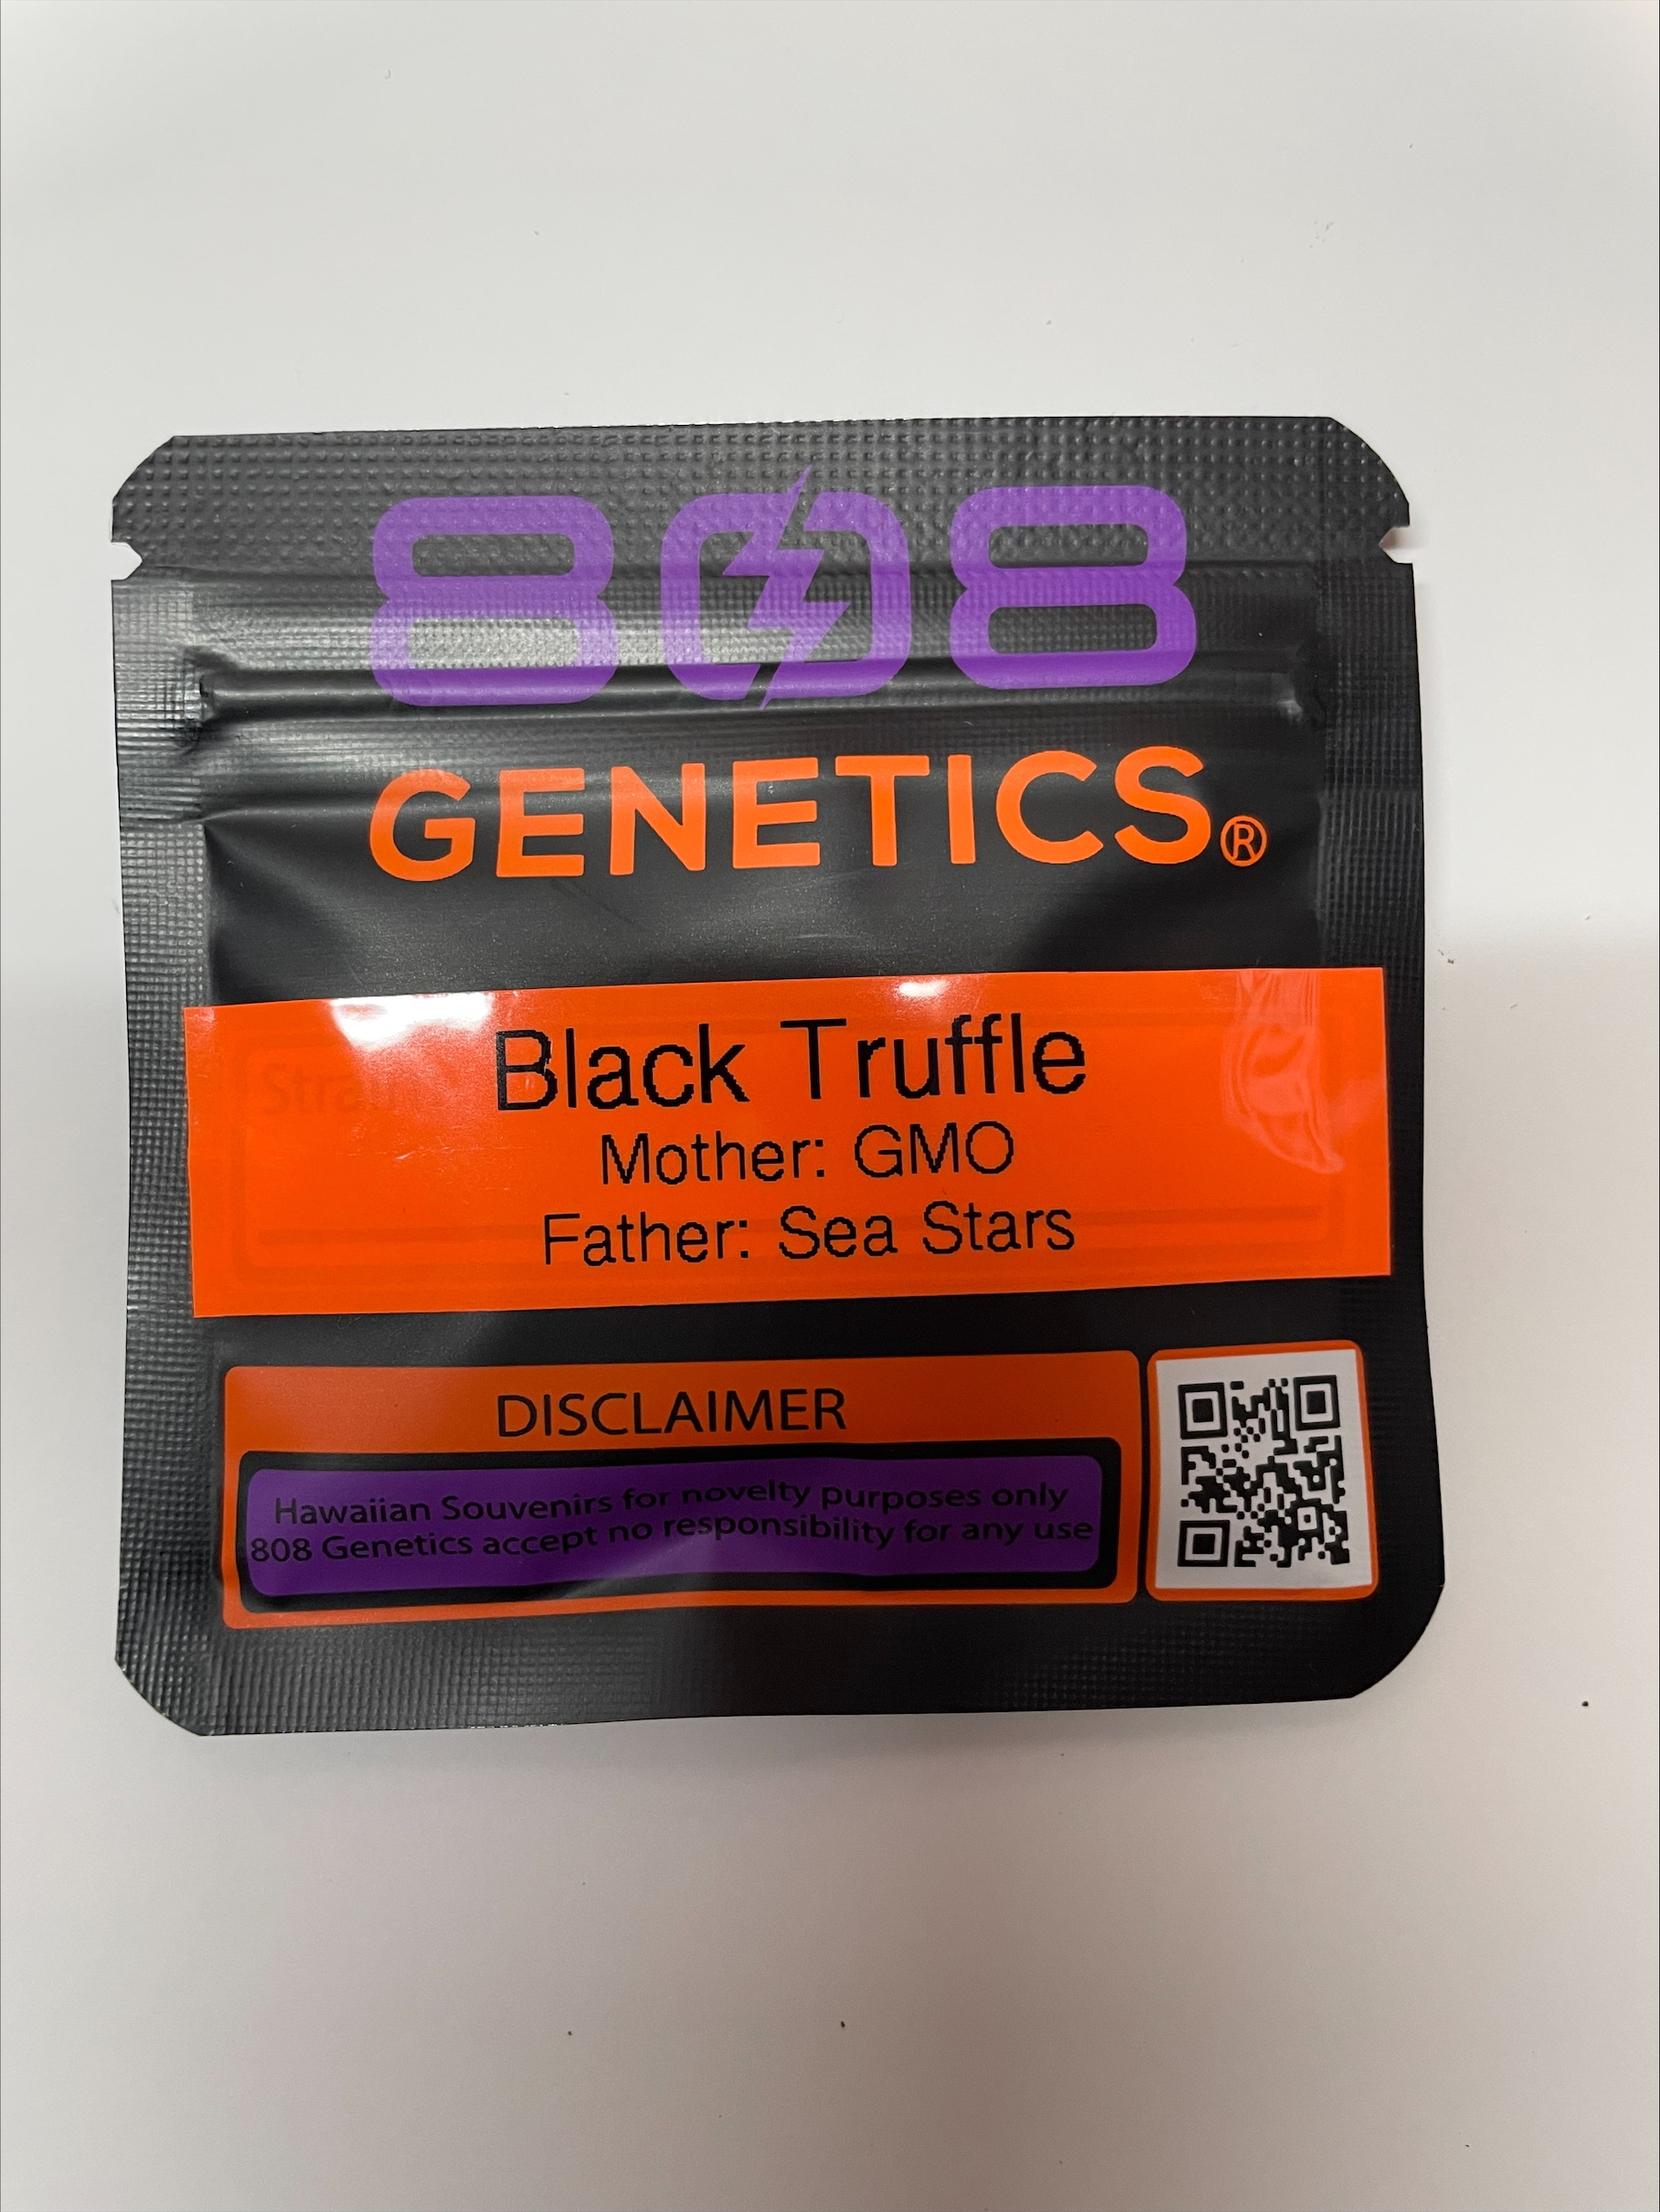 808
GENETICS®
Strain
Black Truffle
Mother: GMO
Father: Sea Stars
DISCLAIMER
Hawaiian Souvenirs for novelty purposes only
808 Genetics accept no responsibility for any use